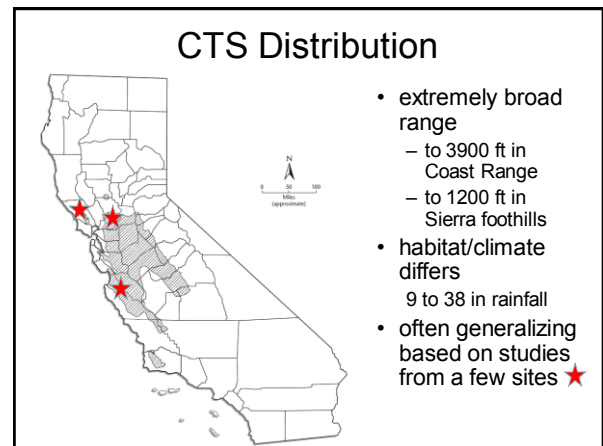 CTS Distribution
N
0 50 100
Miles
(approximate)
• extremely broad
range
– to 3900 ft in
Coast Range
– to 1200 ft in
Sierra foothills
• habitat/climate
differs
9 to 38 in rainfall
• often generalizing
based on studies
from a few sites